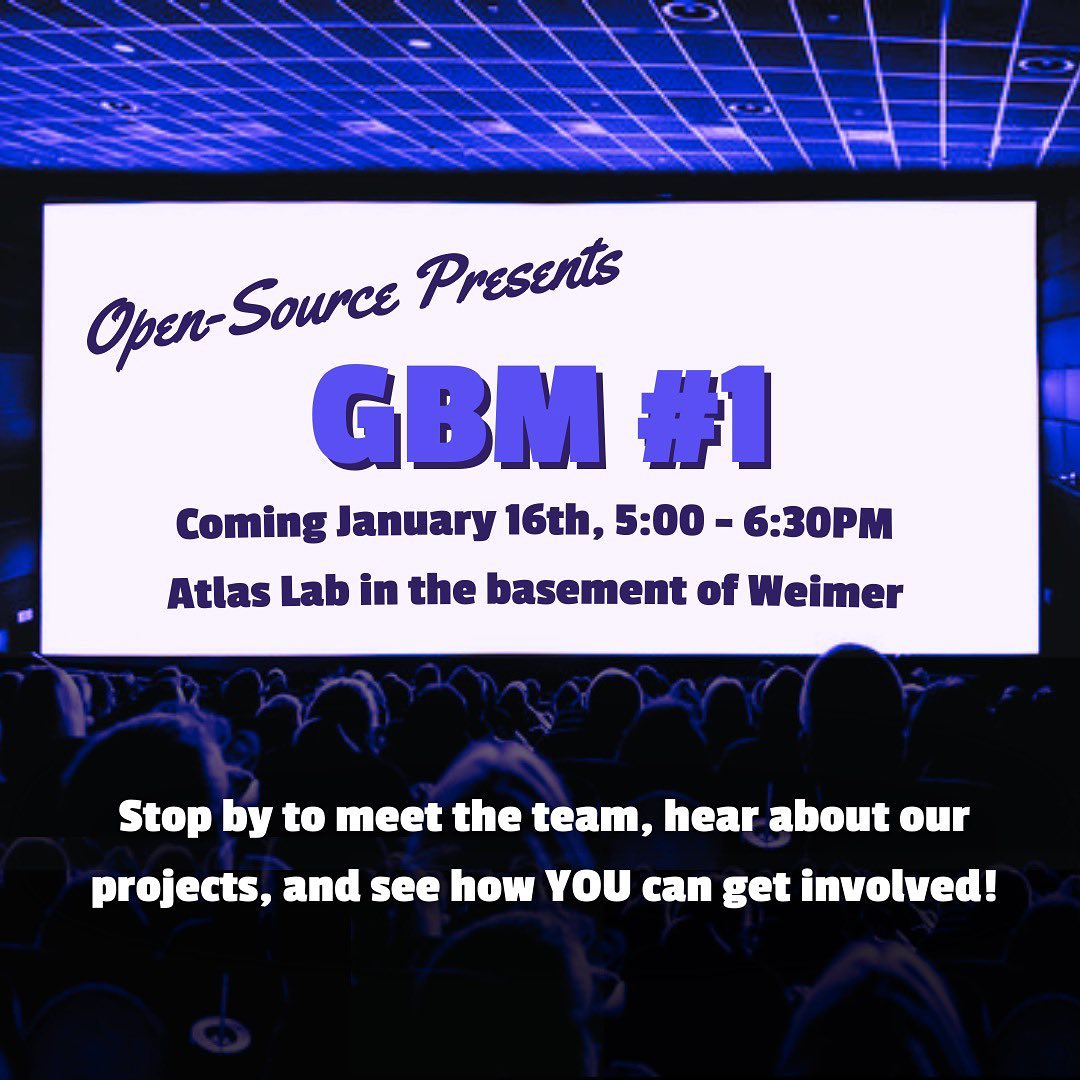 Open-Source Presents
GBM #1
Coming January 16th, 5:00 - 6:30PM
Atlas Lab in the basement of Weimer
Stop by to meet the team, hear about our
projects, and see how YOU can get involved!